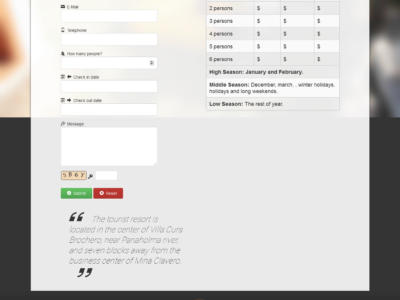 E-Mail
Telephone
How many people?
Check in date
Check out date
Message
Submit
Reset
The tourist resort is
located in the center of Villa Cura
Brochero, near Panaholma river,
and seven blocks away from the
business center of Mina Clavero.
2 persons $ $ $
3 persons $ $ $
4 persons $ $ $
5 persons $ $ $
6 persons $ $ $
High Season: January and February.
Middle Season: December, march, , winter holidays,
holidays and long weekends.
Low Season: The rest of year.